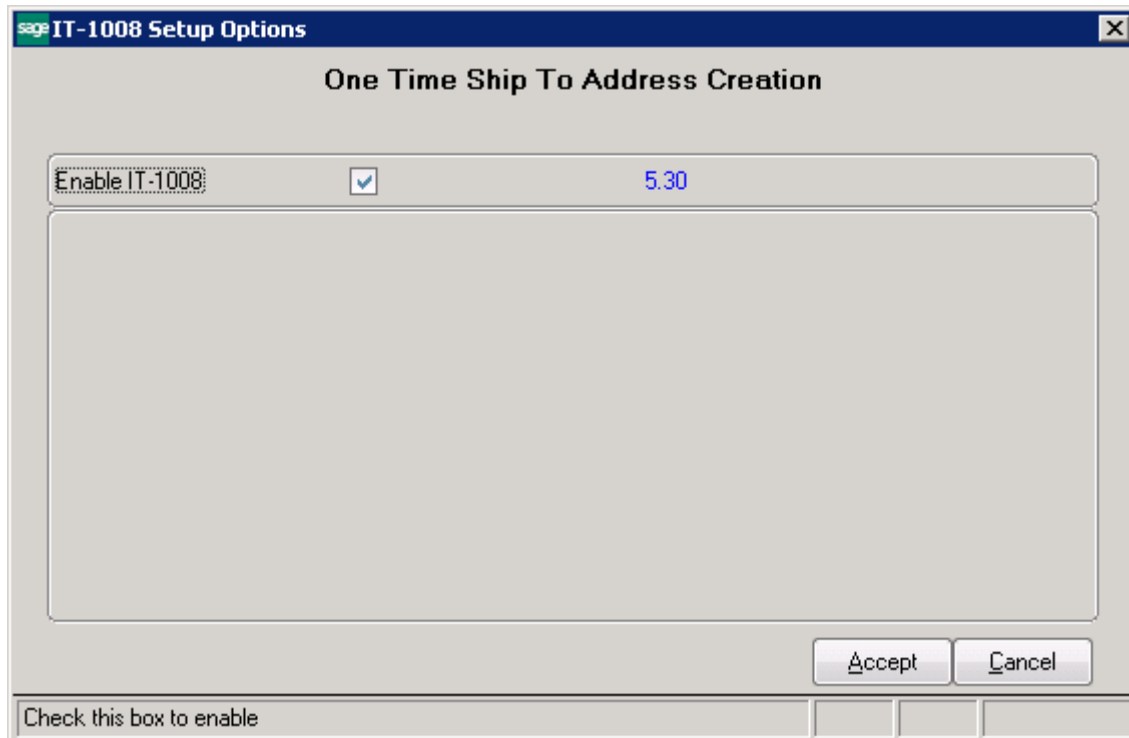 sage IT-1008 Setup Options
One Time Ship To Address Creation
Enable IT-1008 5.30
Accept Cancel
Check this box to enable